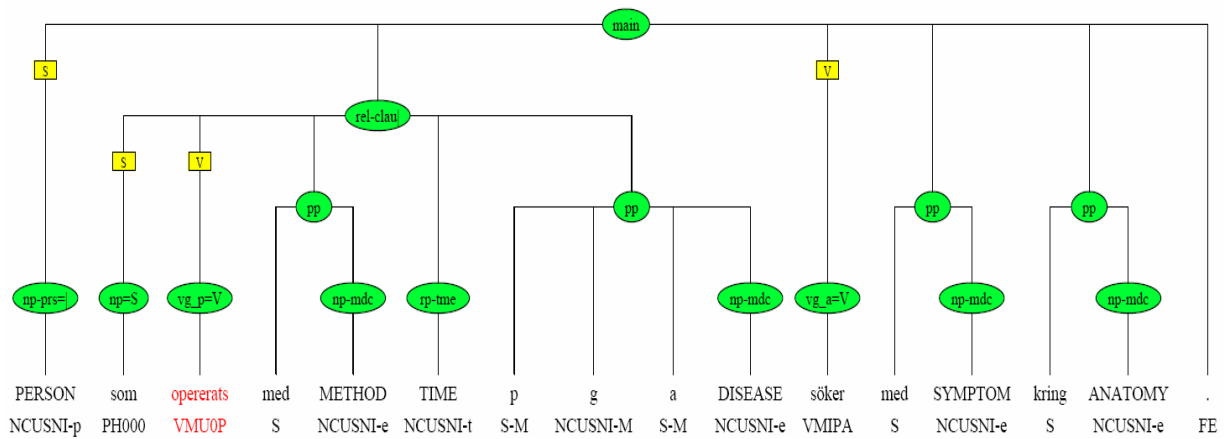 main
S V
rel-clau|
S V
pp pp pp pp
np-prs=| np=S vg_p=V np-mdc rp-tme np-mdc vg_a=V np-mdc np-mdc
PERSON som opererats med METHOD TIME p g a DISEASE söker med SYMPTOM kring ANATOMY .
NCUSNI-p PH000 VMU0P S NCUSNI-e NCUSNI-t S-M NCUSNI-M S-M NCUSNI-e VMIPA S NCUSNI-e S NCUSNI-e FE